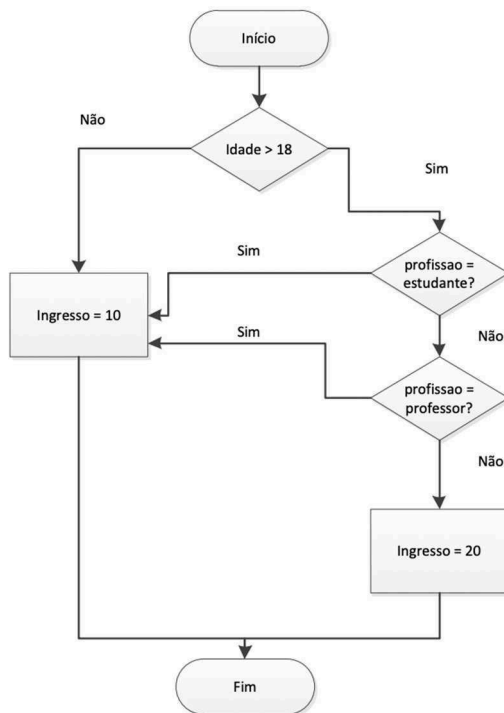 Início
Não
Idade > 18
Sim
Sim
profissao =
estudante?
Ingresso = 10
Sim
Não
profissao =
professor?
Não
Ingresso = 20
Fim